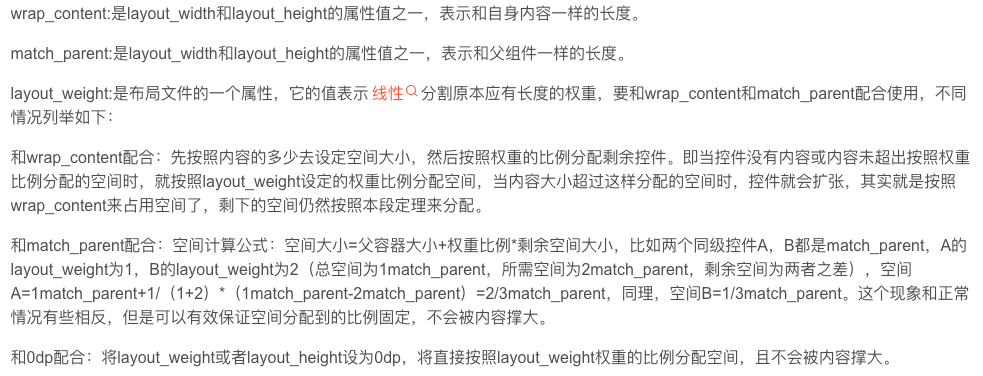 wrap_content:是layout_width和layout_height的属性值之一，表示和自身内容一样的长度。
match_parent:是layout_width和layout_height的属性值之一，表示和父组件一样的长度。
layout_weight:是布局文件的一个属性，它的值表示 线性 分割原本应有长度的权重，要和wrap_content和match_parent配合使用，不同
情况列举如下：
和wrap_content配合：先按照内容的多少去设定空间大小，然后按照权重的比例分配剩余控件。即当控件没有内容或内容未超出按照权重
比例分配的空间时，就按照layout_weight设定的权重比例分配空间，当内容大小超过这样分配的空间时，控件就会扩张，其实就是按照
wrap_content来占用空间了，剩下的空间仍然按照本段定理来分配。
和match_parent配合：空间计算公式：空间大小=父容器大小+权重比例*剩余空间大小，比如两个同级控件A，B都是match_parent，A的
layout_weight为1，B的layout_weight为2（总空间为1match_parent，所需空间为2match_parent，剩余空间为两者之差），空间
A=1match_parent+1/（1+2）*（1match_parent-2match_parent）=2/3match_parent，同理，空间B=1/3match_parent。这个现象和正常
情况有些相反，但是可以有效保证空间分配到的比例固定，不会被内容撑大。
和0dp配合：将layout_weight或者layout_height设为0dp，将直接按照layout_weight权重的比例分配空间，且不会被内容撑大。